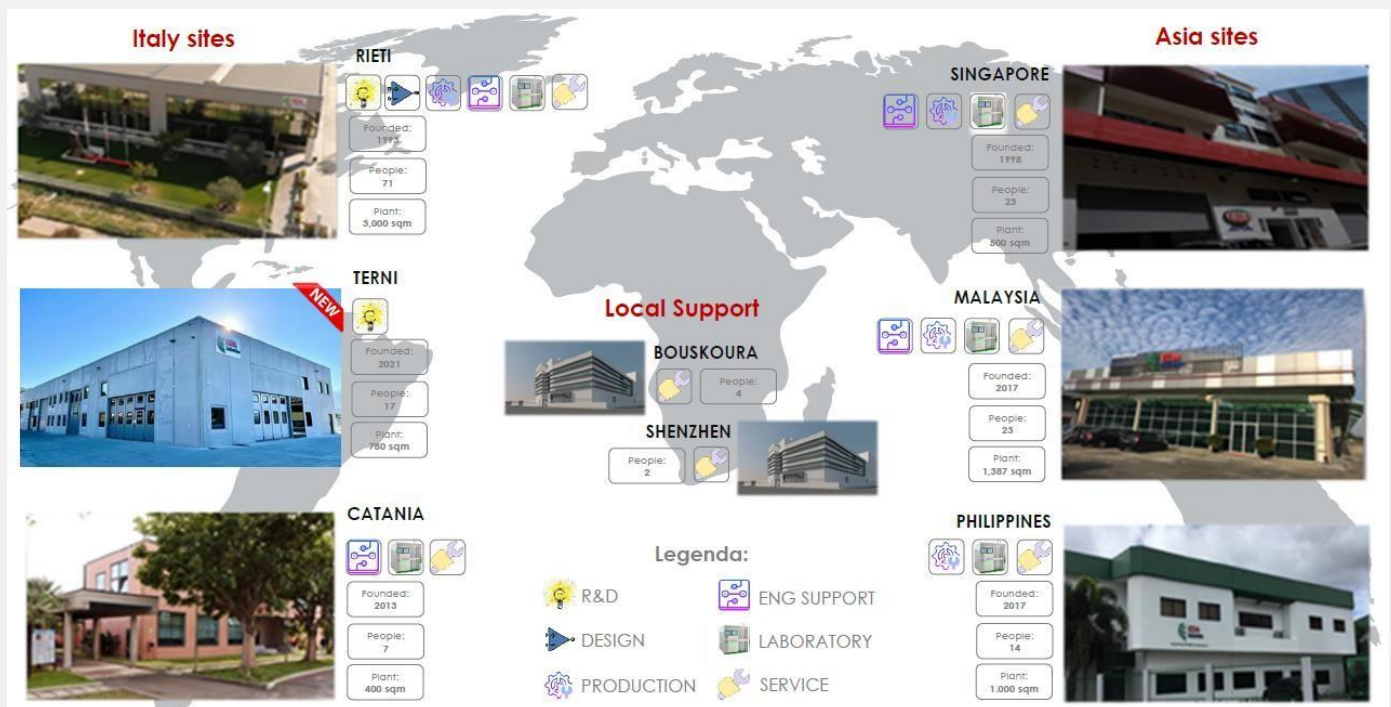 Italy sites
RIETI
Founded:
1993
People:
71
Plant:
3,000 sqm
TERNI
NEW
Founded:
2021
People:
17
Plant:
780 sqm
CATANIA
Founded:
2013
People:
7
Plant:
400 sqm
Local Support
BOUSKOURA
People:
4
SHENZHEN
People:
2
Legenda:
R&D
DESIGN
PRODUCTION
ENG SUPPORT
LABORATORY
SERVICE
Asia sites
SINGAPORE
Founded:
1998
People:
23
Plant:
500 sqm
MALAYSIA
Founded:
2017
People:
23
Plant:
1,387 sqm
PHILIPPINES
Founded:
2017
People:
14
Plant:
1.000 sqm